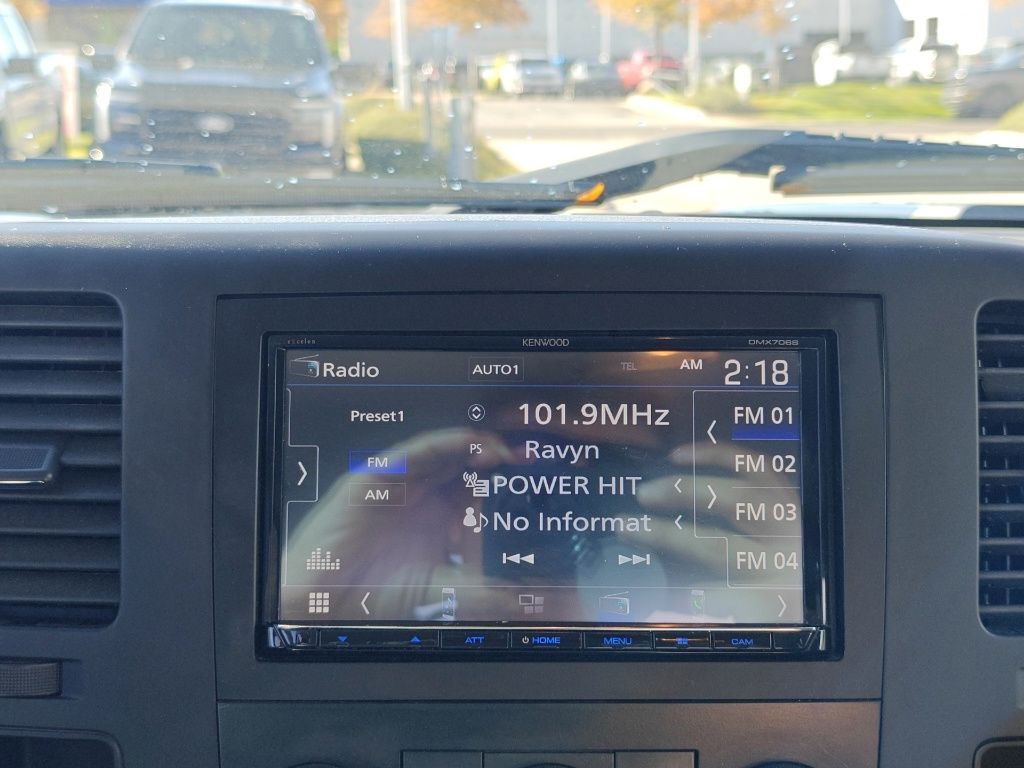 eXcelon KENWOOD DMX706S
Radio AUTO1 TEL AM 2:18
Preset1 101.9MHz FM 01
PS Ravyn
FM POWER HIT FM 02
AM No Informat FM 03
FM 04
ATT HOME MENU CAM